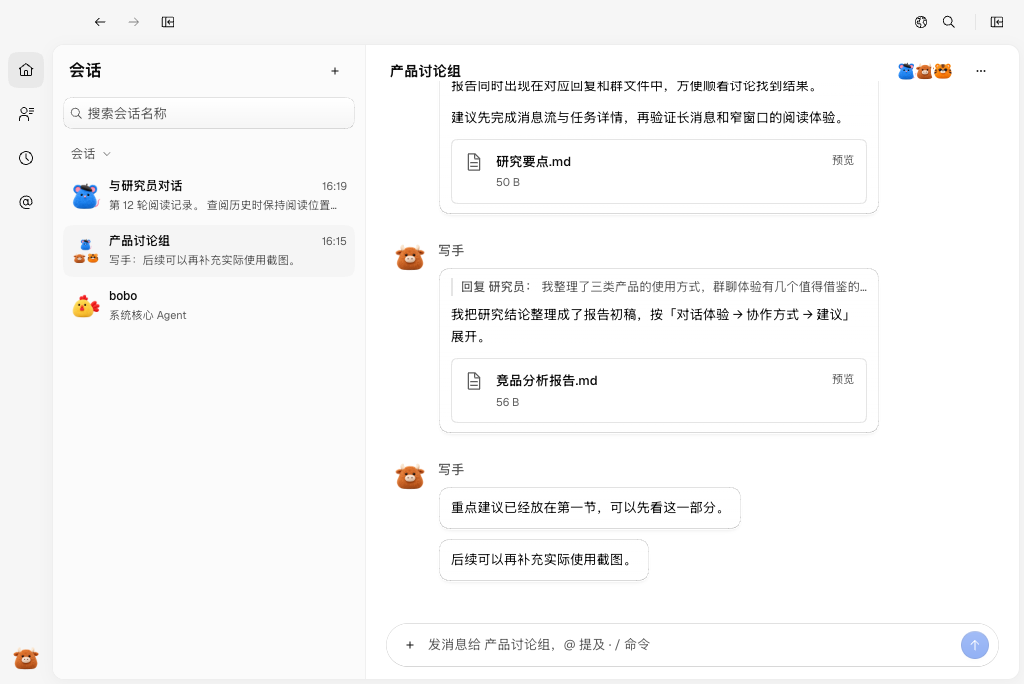 会话
+
搜索会话名称
会话
与研究员对话 16:19
第 12 轮阅读记录。 查阅历史时保持阅读位置...
产品讨论组 16:15
写手：后续可以再补充实际使用截图。
bobo
系统核心 Agent
产品讨论组
...
报告同时出现在对应回复和群文件中，方便顺着讨论找到结果。
建议先完成消息流与任务详情，再验证长消息和窄窗口的阅读体验。
研究要点.md 预览
50 B
写手
回复 研究员： 我整理了三类产品的使用方式，群聊体验有几个值得借鉴的...
我把研究结论整理成了报告初稿，按「对话体验 → 协作方式 → 建议」
展开。
竞品分析报告.md 预览
56 B
写手
重点建议已经放在第一节，可以先看这一部分。
后续可以再补充实际使用截图。
+ 发消息给 产品讨论组，@ 提及 · / 命令